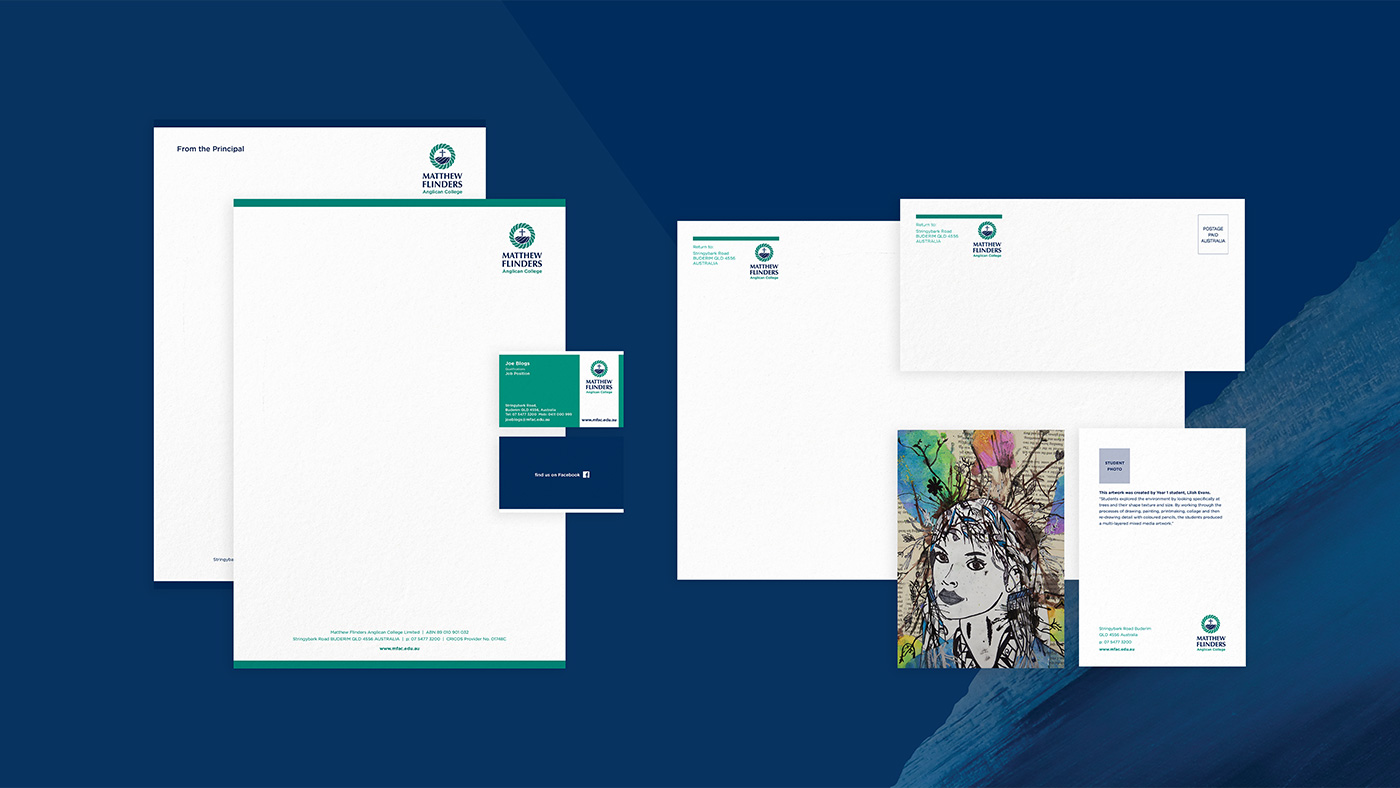 From the Principal
MATTHEW
FLINDERS
Anglican College
MATTHEW
FLINDERS
Anglican College
Matthew Flinders Anglican College Limited | ABN 99 010 901 032
Stringybark Road BUDERIM QLD 4556 AUSTRALIA | p: 07 5477 3200 | CRICOS Provider No. 01146C
www.mfac.edu.au
Joe Blogs
Qualifications
Job Position
Stringybark Road
Buderim QLD 4556, Australia
Tel: 07 5477 3200 Mob:
joeblogs@mfac.edu.au
MATTHEW
FLINDERS
Anglican College
www.mfac.edu.au
find us on Facebook
Return to:
Stringybark Road
BUDERIM QLD 4556
AUSTRALIA
MATTHEW
FLINDERS
Anglican College
Return to:
Stringybark Road
BUDERIM QLD 4556
AUSTRALIA
MATTHEW
FLINDERS
Anglican College
POSTAGE
PAID
AUSTRALIA
STUDENT
PHOTO
This artwork was created by Year 1 student, Lilah Evans.
"Students explored the environment by looking specifically at
trees and their shape texture and size. By working through the
processes of drawing, painting, printmaking, collage and then
re-drawing detail with coloured pencils, the students produced
a multi-layered mixed media artwork."
Stringybark Road Buderim
QLD 4556 Australia
p: 07 5477 3200
www.mfac.edu.au
MATTHEW
FLINDERS
Anglican College